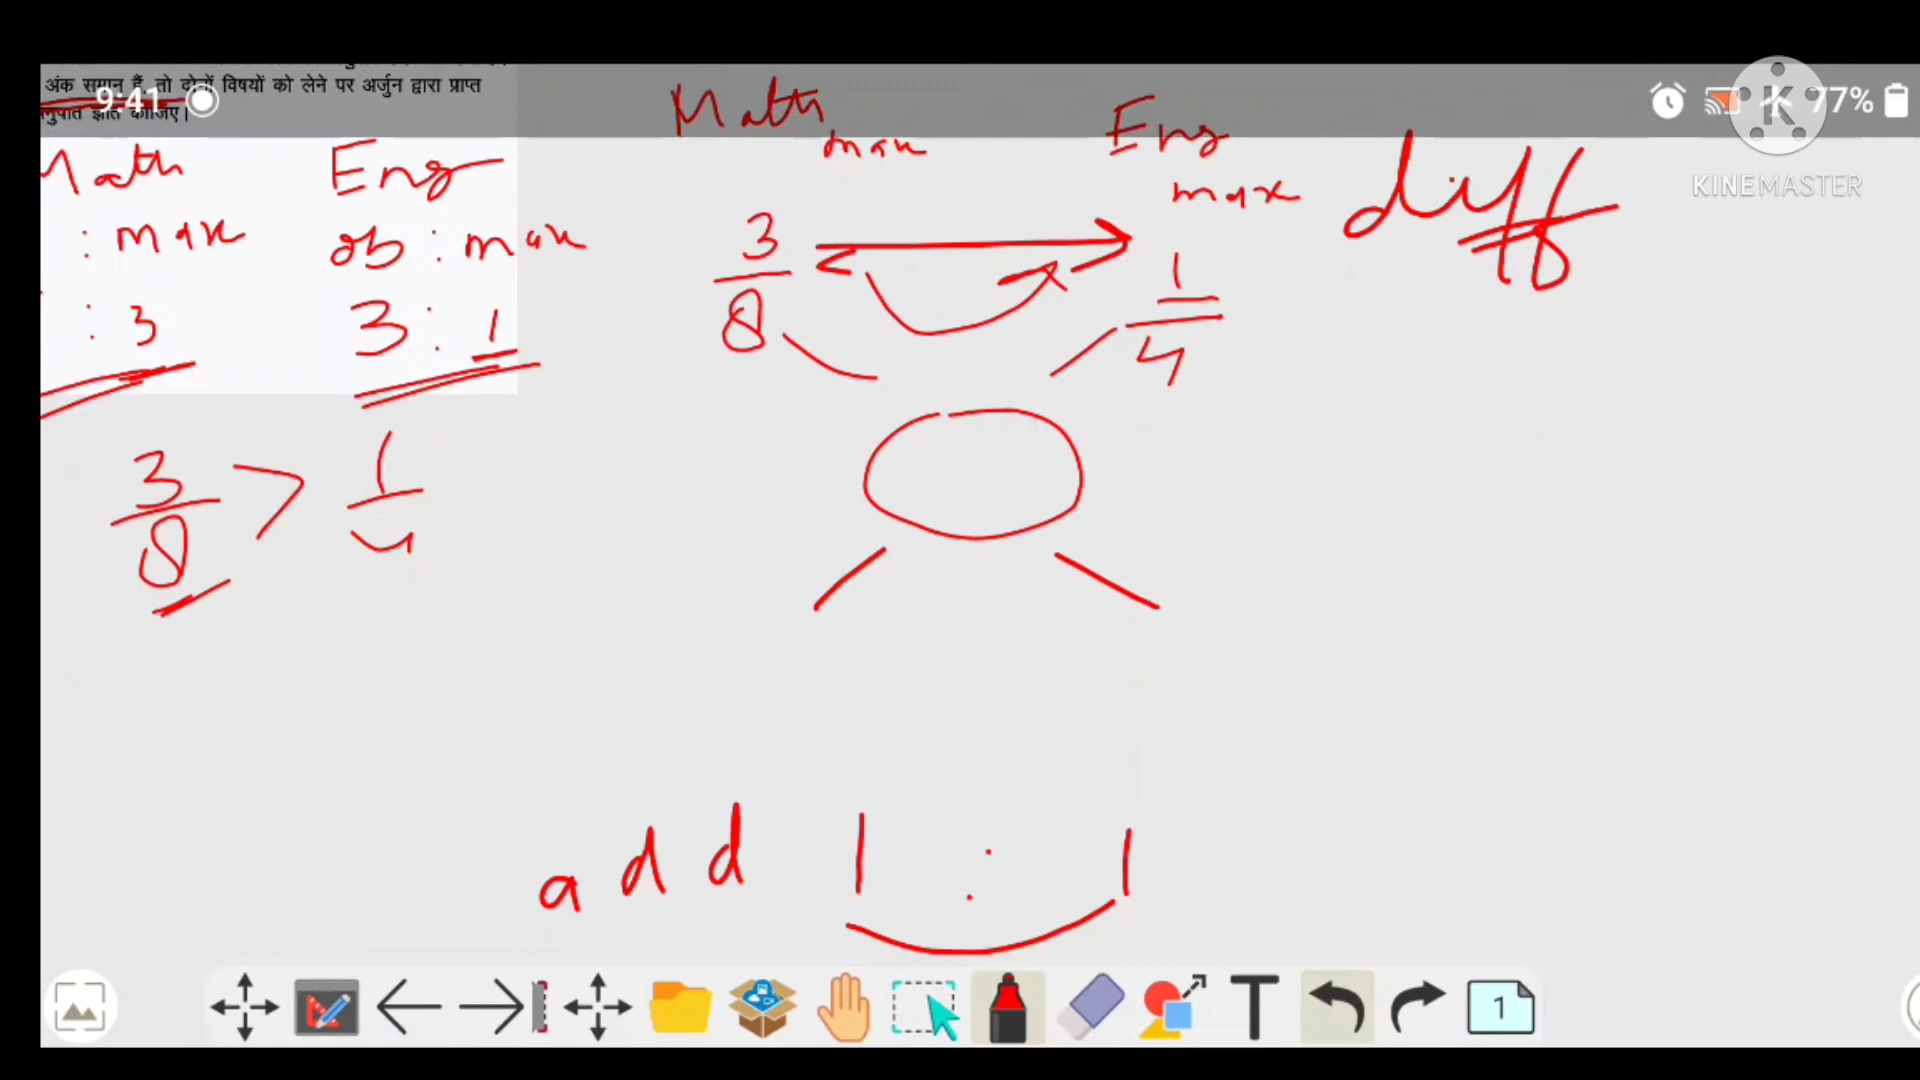 अंक समान हैं, तो दोनों विषयों को लेने पर अर्जुन द्वारा प्राप्त
9:41
77%
K
KINEMASTER
Math
max
Eng
max
diff
Math
Eng
: max
ob : max
: 3
3 : 1
3/8
1/4
3/8 > 1/4
add 1 : 1
T
1